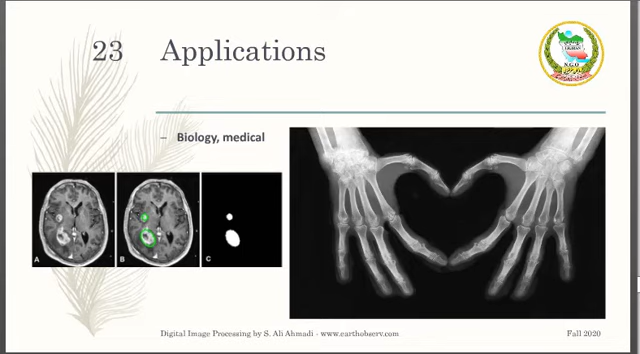 23 Applications
– Biology, medical
A B C
N.G.O
Digital Image Processing by S. Ali Ahmadi - www.earthobserv.com
Fall 2020